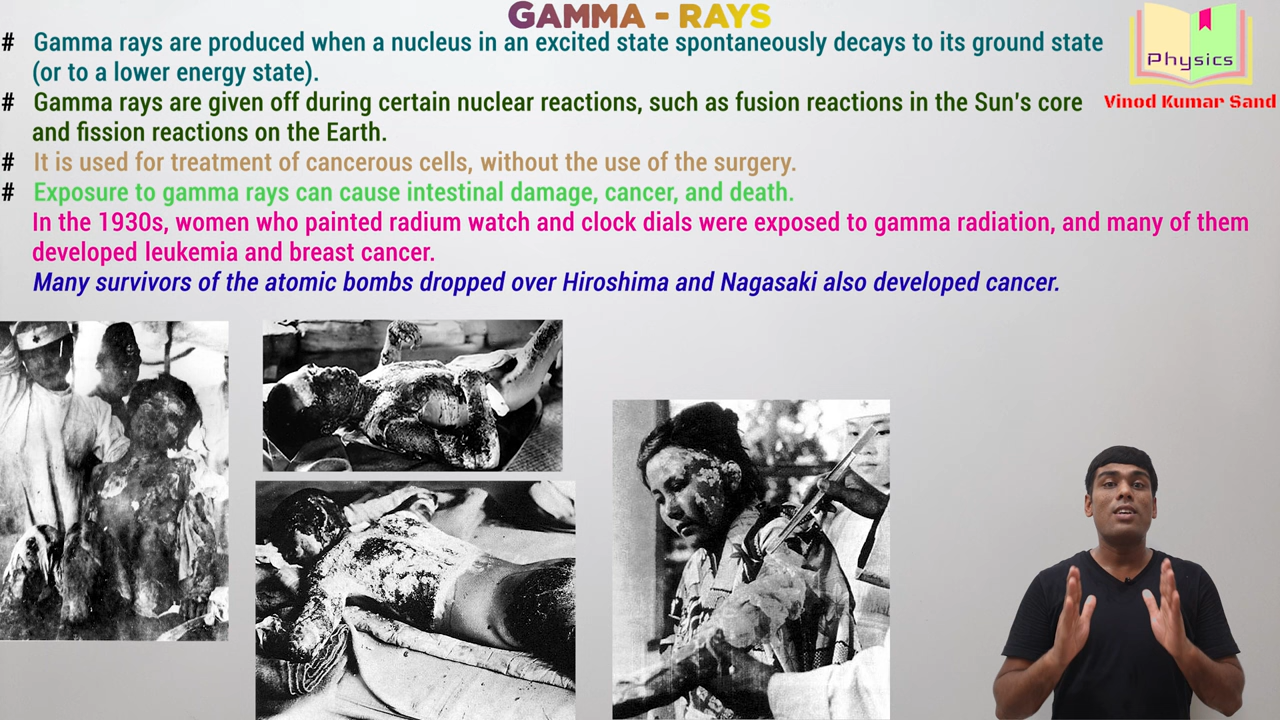 GAMMA - RAYS
# Gamma rays are produced when a nucleus in an excited state spontaneously decays to its ground state
(or to a lower energy state).
# Gamma rays are given off during certain nuclear reactions, such as fusion reactions in the Sun's core
and fission reactions on the Earth.
# It is used for treatment of cancerous cells, without the use of the surgery.
# Exposure to gamma rays can cause intestinal damage, cancer, and death.
In the 1930s, women who painted radium watch and clock dials were exposed to gamma radiation, and many of them
developed leukemia and breast cancer.
Many survivors of the atomic bombs dropped over Hiroshima and Nagasaki also developed cancer.
Physics
Vinod Kumar Sand